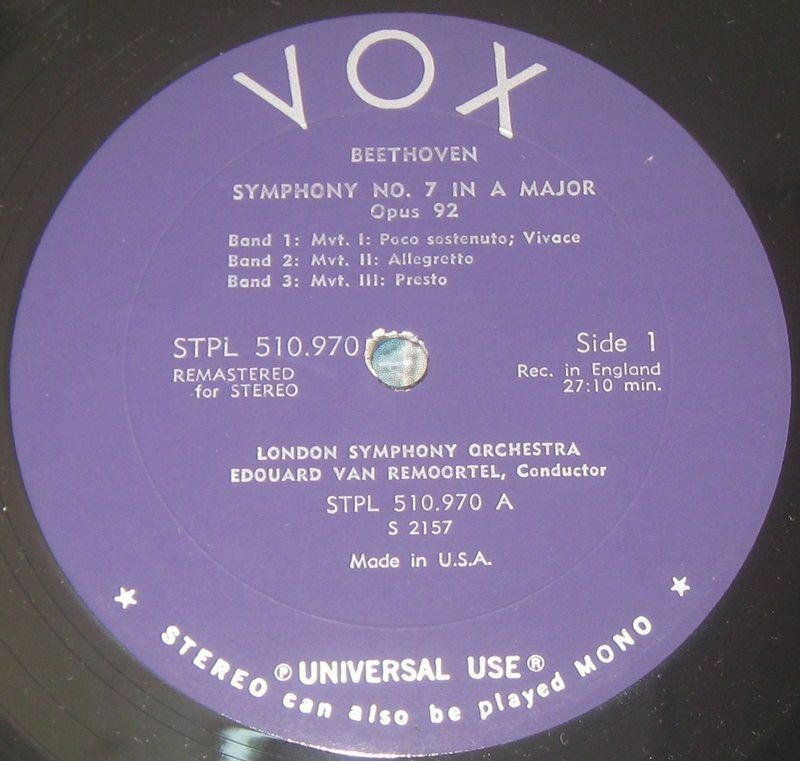 VOX
BEETHOVEN
SYMPHONY NO. 7 IN A MAJOR
Opus 92
Band 1: Mvt. I: Poco sostenuto; Vivace
Band 2: Mvt. II: Allegretto
Band 3: Mvt. III: Presto
STPL 510.970
REMASTERED
for STEREO
Side 1
Rec. in England
27:10 min.
LONDON SYMPHONY ORCHESTRA
EDOUARD VAN REMOORTEL, Conductor
STPL 510.970 A
S 2157
Made in U.S.A.
℗ UNIVERSAL USE®
★ STEREO can also be played MONO ★